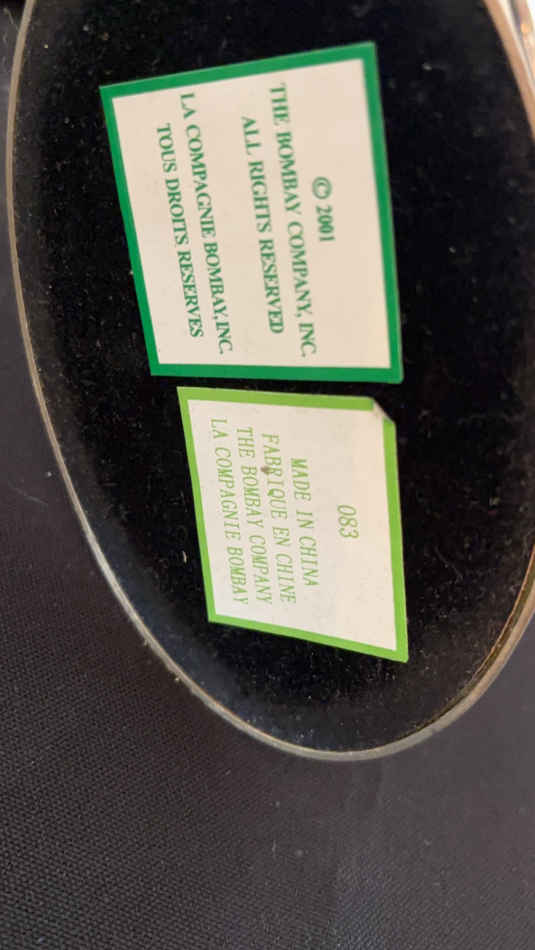 © 2001
THE BOMBAY COMPANY, INC.
ALL RIGHTS RESERVED
LA COMPAGNIE BOMBAY, INC.
TOUS DROITS RESERVES
083
MADE IN CHINA
FABRIQUE EN CHINE
THE BOMBAY COMPANY
LA COMPAGNIE BOMBAY